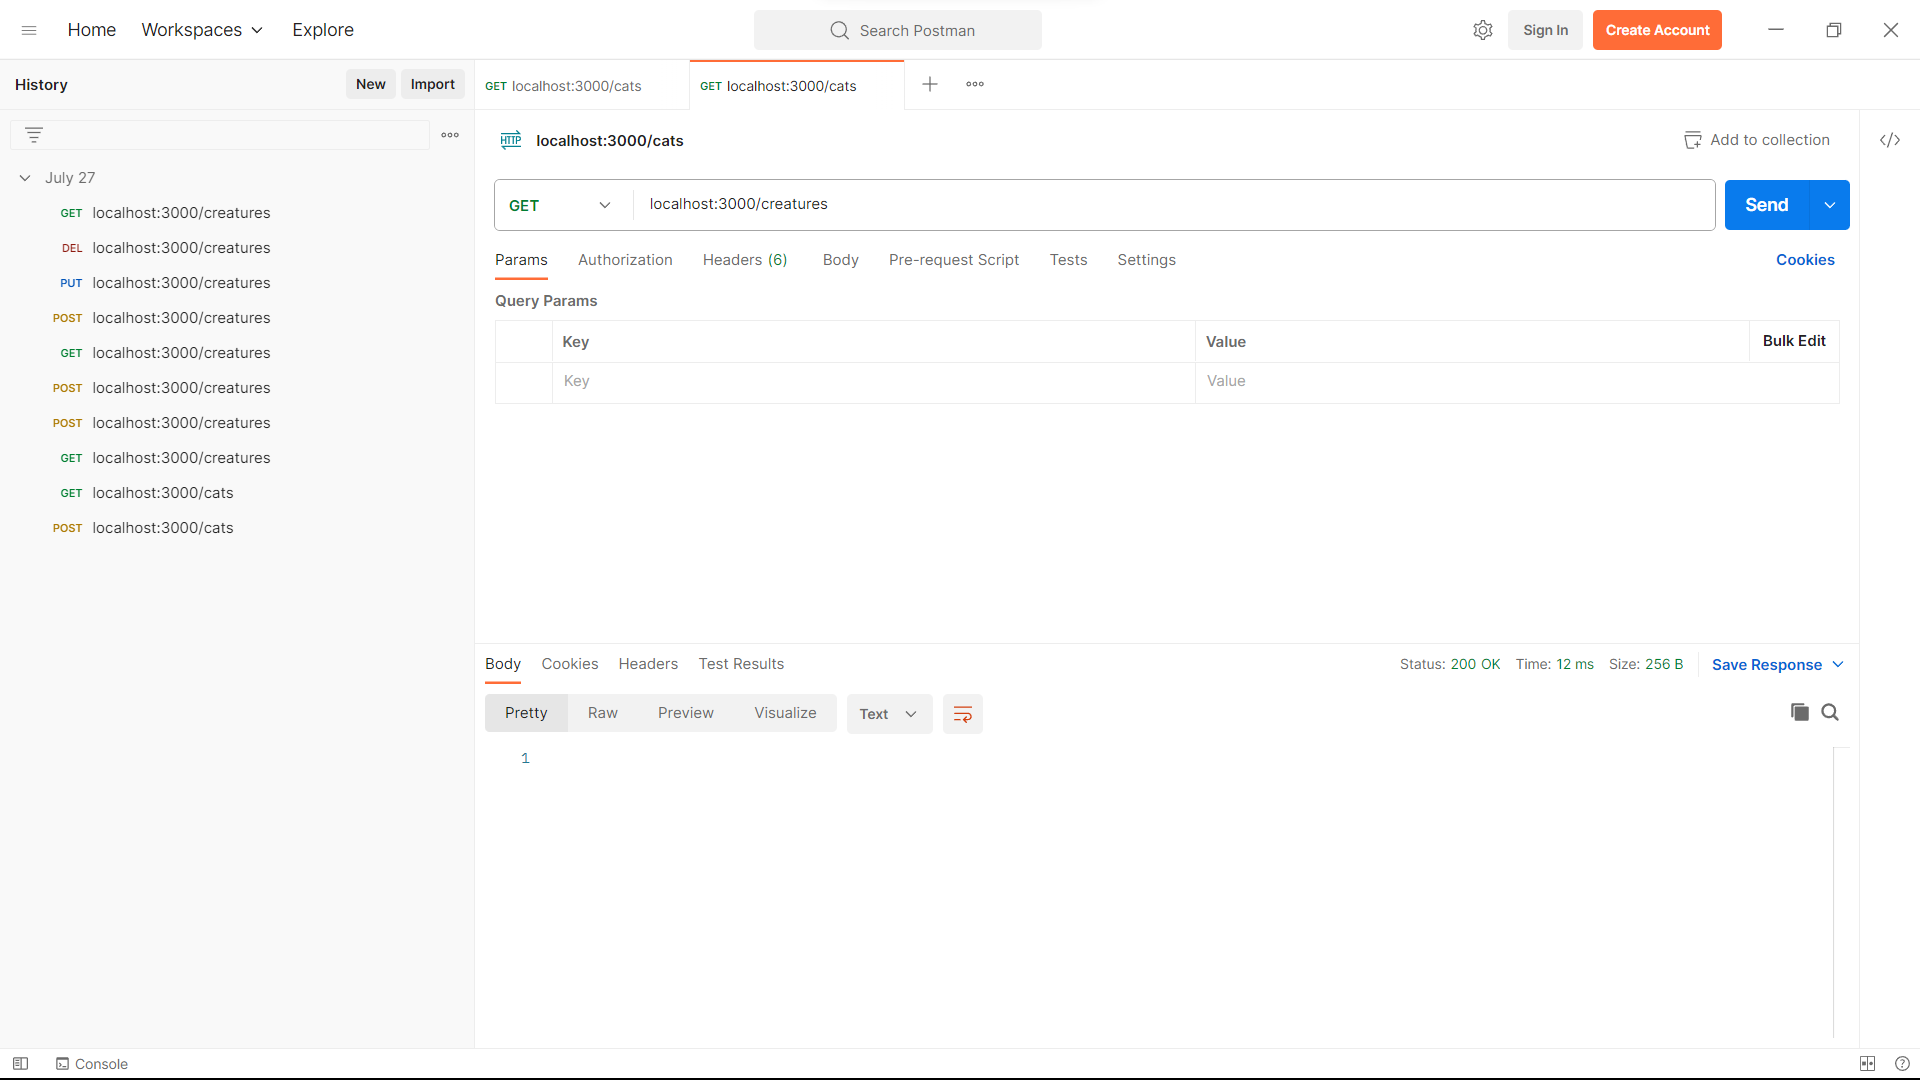 Home Workspaces Explore Search Postman Sign In Create Account
History New Import
GET localhost:3000/cats GET localhost:3000/cats
HTTP localhost:3000/cats Add to collection </>
July 27
GET localhost:3000/creatures
DEL localhost:3000/creatures
PUT localhost:3000/creatures
POST localhost:3000/creatures
GET localhost:3000/creatures
POST localhost:3000/creatures
POST localhost:3000/creatures
GET localhost:3000/creatures
GET localhost:3000/cats
POST localhost:3000/cats
GET localhost:3000/creatures Send
Params Authorization Headers (6) Body Pre-request Script Tests Settings Cookies
Query Params
Key Value Bulk Edit
Key Value
Body Cookies Headers Test Results Status: 200 OK Time: 12 ms Size: 256 B Save Response
Pretty Raw Preview Visualize Text
1
Console